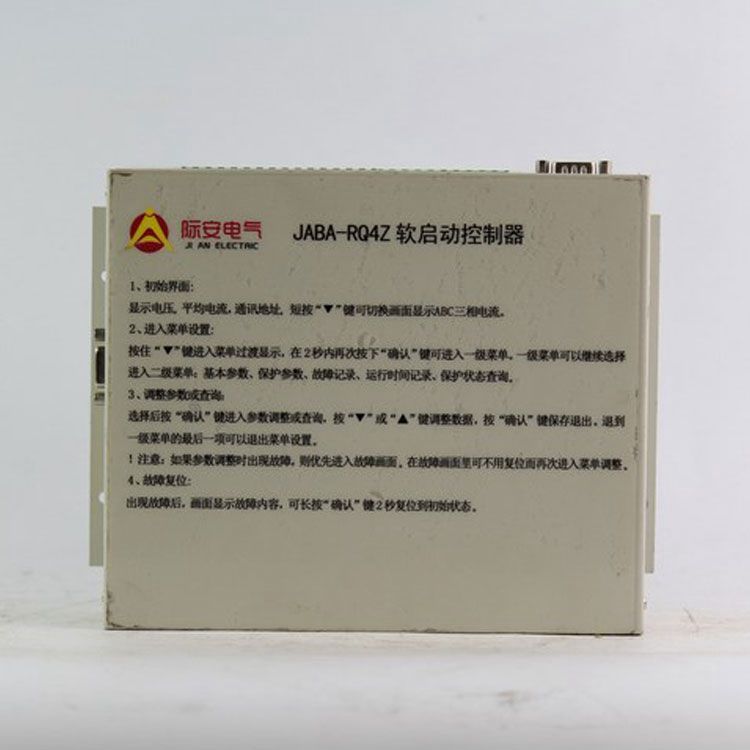 际安电气
JI AN ELECTRIC
JABA-RQ4Z 软启动控制器
1、初始界面:
显示电压, 平均电流, 通讯地址, 短按“▼”键可切换画面显示ABC三相电流。
2、进入菜单设置:
按住“▼”键进入菜单过渡显示, 在2秒内再次按下“确认”键可进入一级菜单。一级菜单可以继续选择
进入二级菜单: 基本参数、保护参数、故障记录、运行时间记录、保护状态查询。
3、调整参数或查询:
选择后按“确认”键进入参数调整或查询, 按“▼”或“▲”键调整数据, 按“确认”键保存退出, 退到
一级菜单的最后一项可以退出菜单设置。
! 注意: 如果参数调整时出现故障, 则优先进入故障画面。在故障画面里可不用复位而再次进入菜单调整。
4、故障复位:
出现故障后, 画面显示故障内容, 可长按“确认”键2秒复位到初始状态。